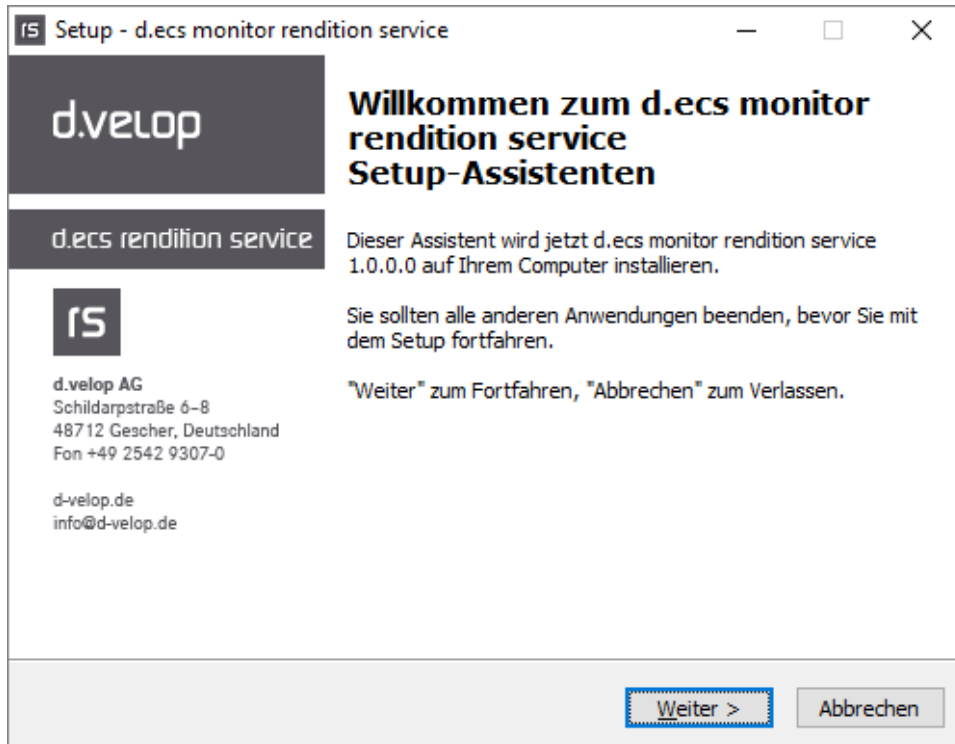 rs Setup - d.ecs monitor rendition service
d.velop
d.ecs rendition service
rs
d.velop AG
Schildarpstraße 6–8
48712 Gescher, Deutschland
Fon +49 2542 9307-0
d-velop.de
info@d-velop.de
Willkommen zum d.ecs monitor
rendition service
Setup-Assistenten
Dieser Assistent wird jetzt d.ecs monitor rendition service
1.0.0.0 auf Ihrem Computer installieren.
Sie sollten alle anderen Anwendungen beenden, bevor Sie mit
dem Setup fortfahren.
"Weiter" zum Fortfahren, "Abbrechen" zum Verlassen.
Weiter >
Abbrechen